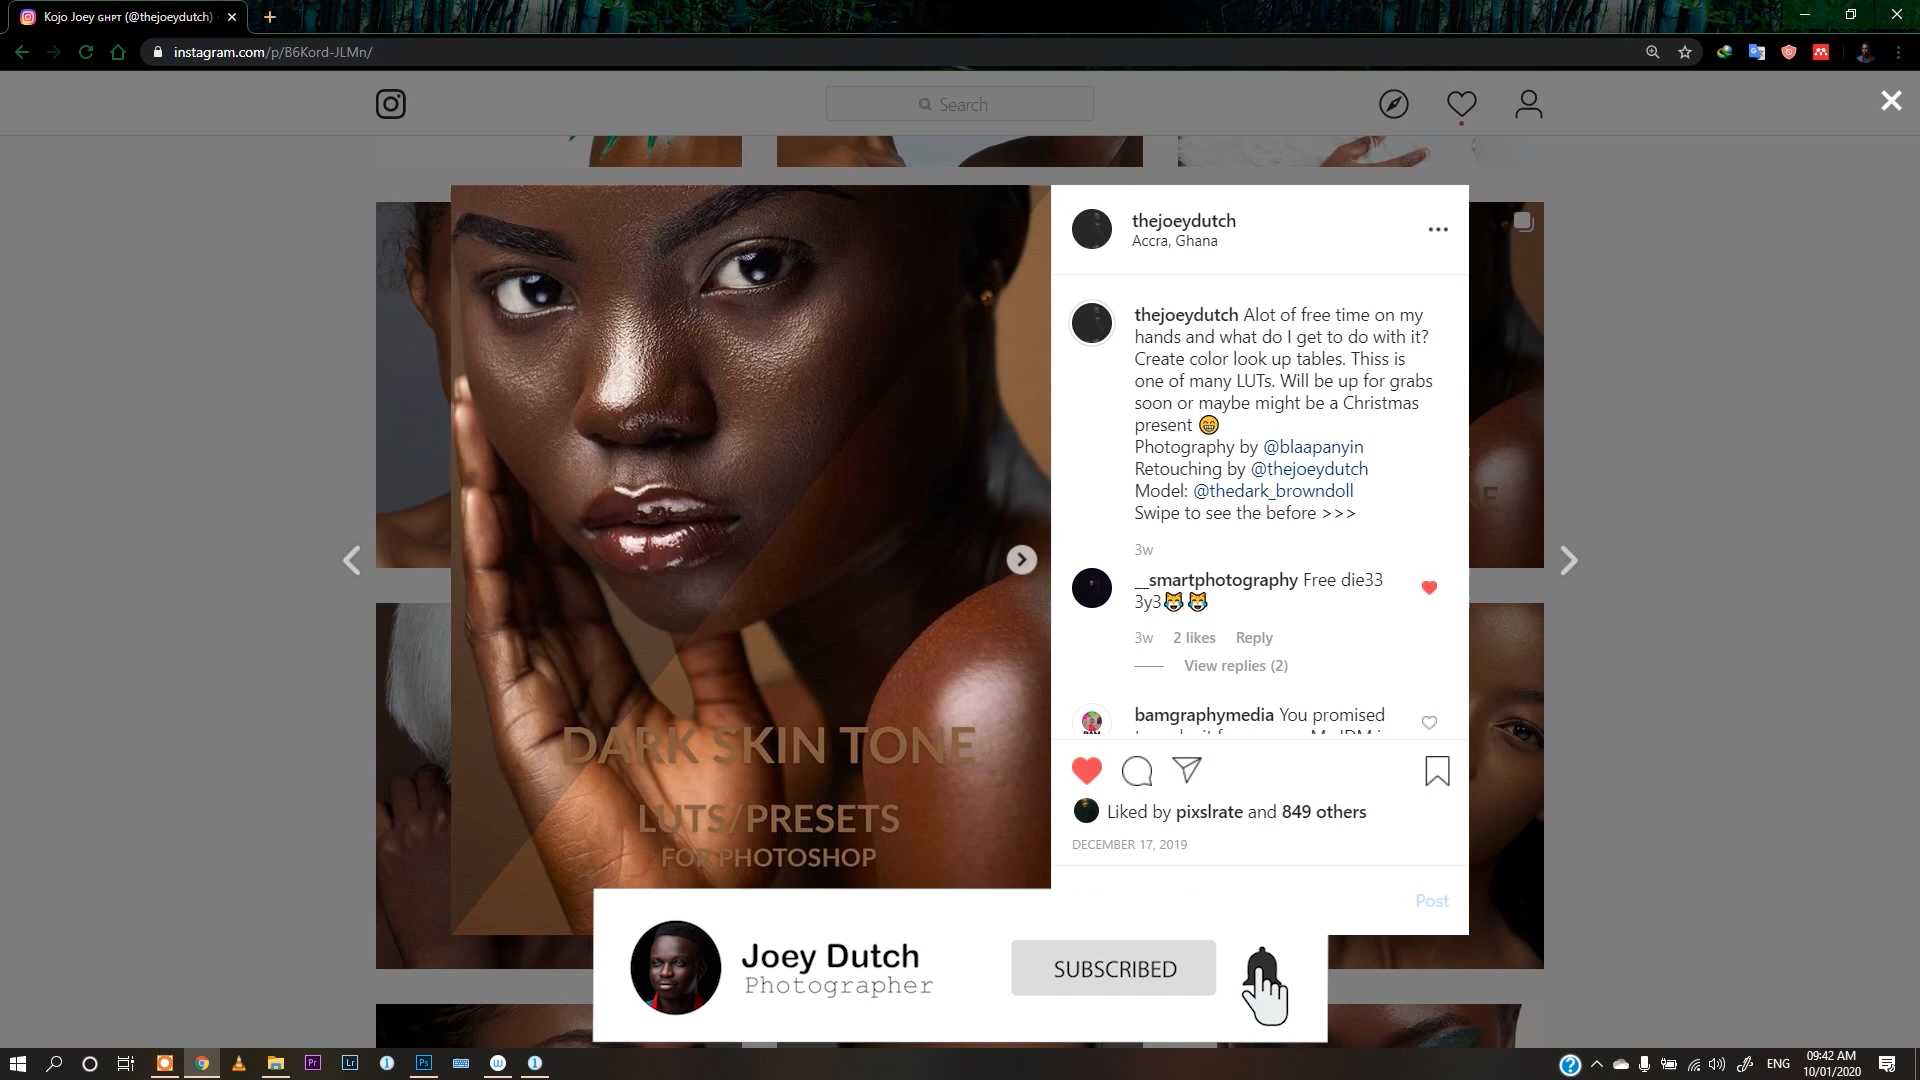 Kojo Joey GHPT (@thejoeydutch)
instagram.com/p/B6Kord-JLMn/
Search
thejoeydutch
Accra, Ghana
thejoeydutch Alot of free time on my
hands and what do I get to do with it?
Create color look up tables. Thiss is
one of many LUTs. Will be up for grabs
soon or maybe might be a Christmas
present 😁
Photography by @blaapanyin
Retouching by @thejoeydutch
Model: @thedark_browndoll
Swipe to see the before >>>
3w
__smartphotography Free die33
3y3😹😹
3w 2 likes Reply
View replies (2)
bamgraphymedia You promised
Liked by pixslrate and 849 others
DECEMBER 17, 2019
Post
DARK SKIN TONE
LUTS/PRESETS
FOR PHOTOSHOP
Joey Dutch
Photographer
SUBSCRIBED
Pr
Lr
Ps
ENG
09:42 AM
10/01/2020